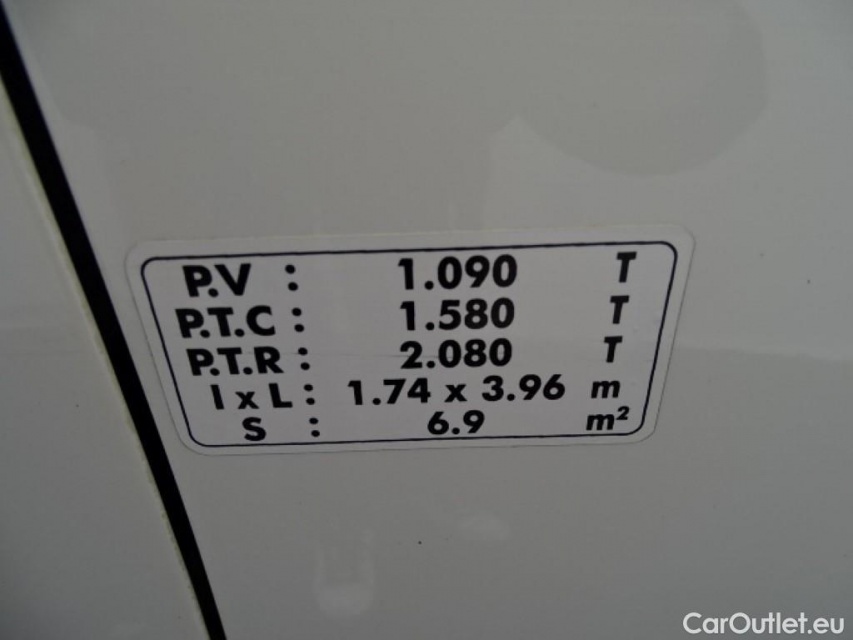 P.V : 1.090 T
P.T.C : 1.580 T
P.T.R : 2.080 T
l x L : 1.74 x 3.96 m
S : 6.9 m²
CarOutlet.eu